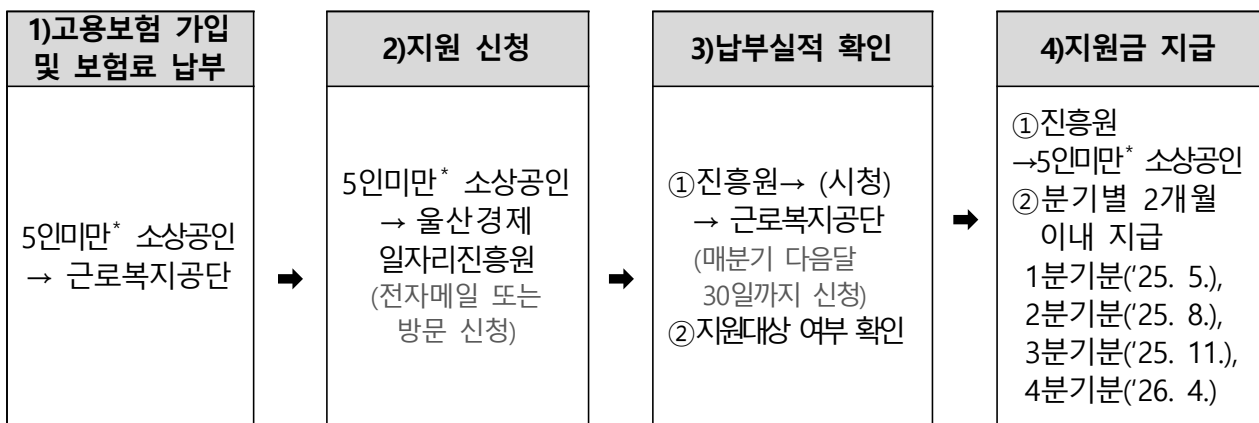 1)고용보험 가입
및 보험료 납부
5인미만* 소상공인
→ 근로복지공단
➡
2)지원 신청
5인미만* 소상공인
→ 울산경제
일자리진흥원
(전자메일 또는
방문 신청)
➡
3)납부실적 확인
①진흥원→ (시청)
→ 근로복지공단
(매분기 다음달
30일까지 신청)
②지원대상 여부 확인
➡
4)지원금 지급
①진흥원
→5인미만* 소상공인
②분기별 2개월
이내 지급
1분기분('25. 5.),
2분기분('25. 8.),
3분기분('25. 11.),
4분기분('26. 4.)